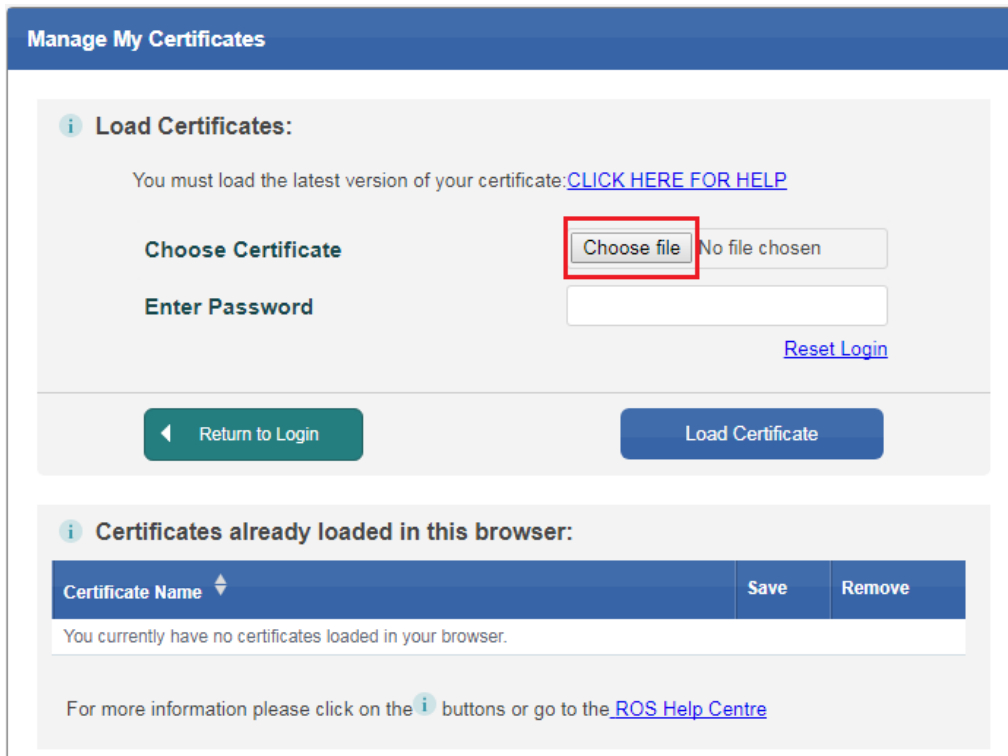 Manage My Certificates
i Load Certificates:
You must load the latest version of your certificate:CLICK HERE FOR HELP
Choose Certificate Choose file No file chosen
Enter Password
Reset Login
Return to Login Load Certificate
i Certificates already loaded in this browser:
Certificate Name Save Remove
You currently have no certificates loaded in your browser.
For more information please click on the i buttons or go to the ROS Help Centre